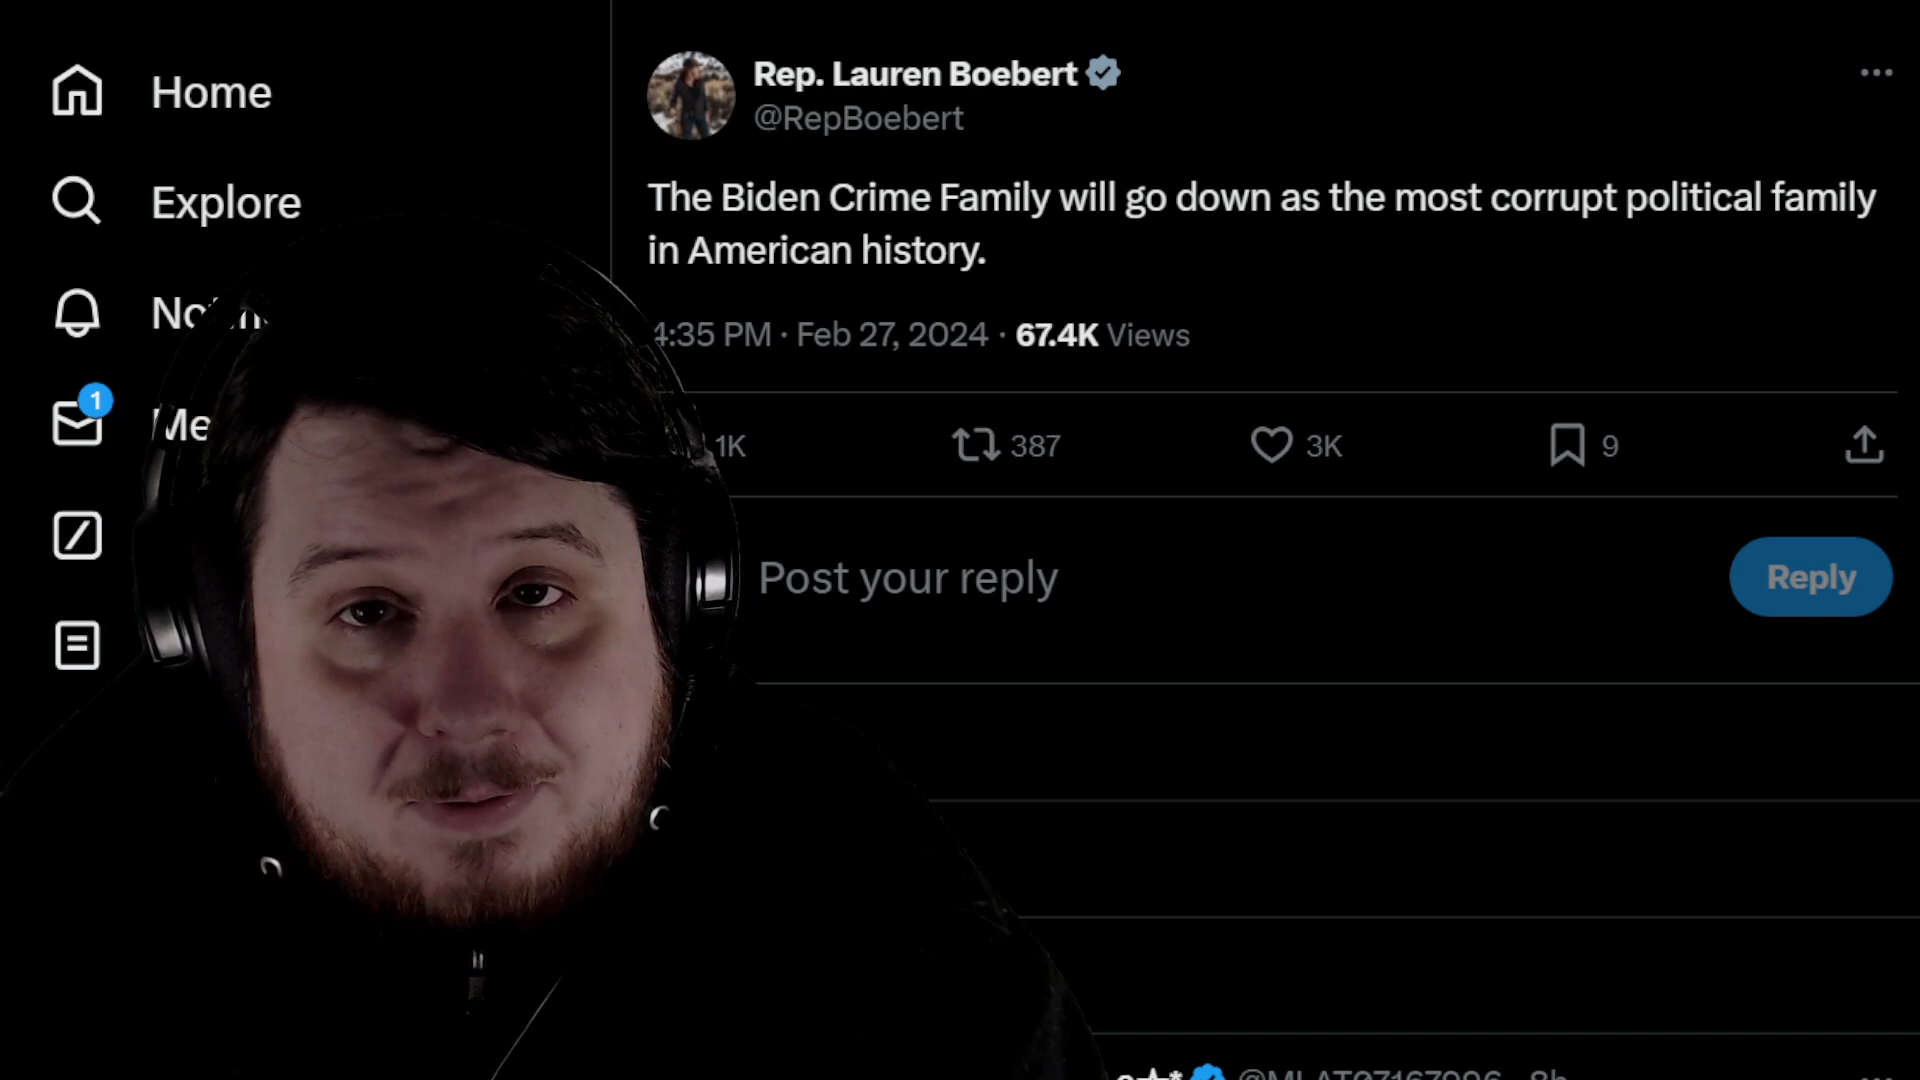 Home
Explore
Rep. Lauren Boebert
@RepBoebert
The Biden Crime Family will go down as the most corrupt political family
in American history.
4:35 PM · Feb 27, 2024 · 67.4K Views
1
Me
1K
387
3K
9
Post your reply
Reply